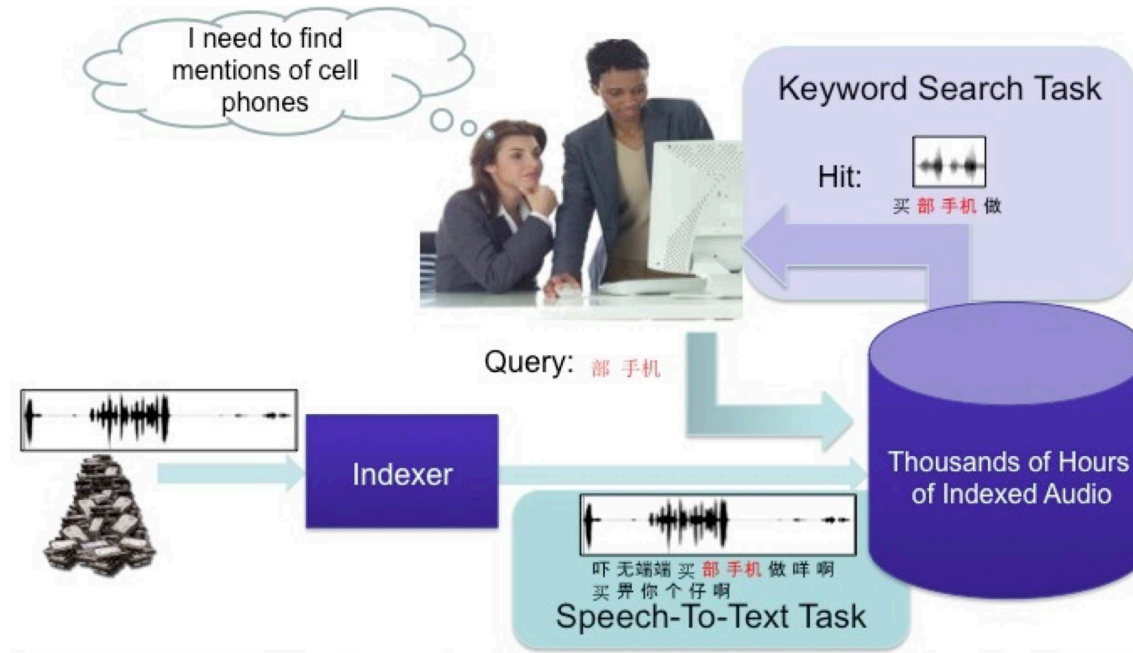 I need to find
mentions of cell
phones
Keyword Search Task
Hit:
买 部 手机 做
Query: 部 手机
Indexer
Thousands of Hours
of Indexed Audio
吓 无端端 买 部 手机 做 咩 啊
买 畀 你 个 仔 啊
Speech-To-Text Task